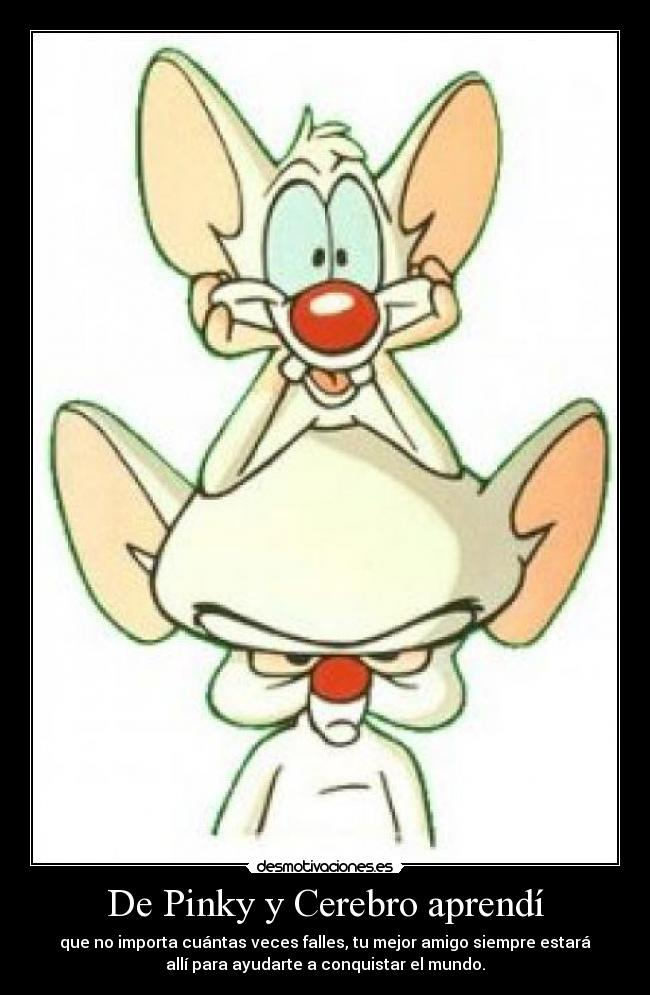 desmotivaciones.es
De Pinky y Cerebro aprendí
que no importa cuántas veces falles, tu mejor amigo siempre estará
allí para ayudarte a conquistar el mundo.